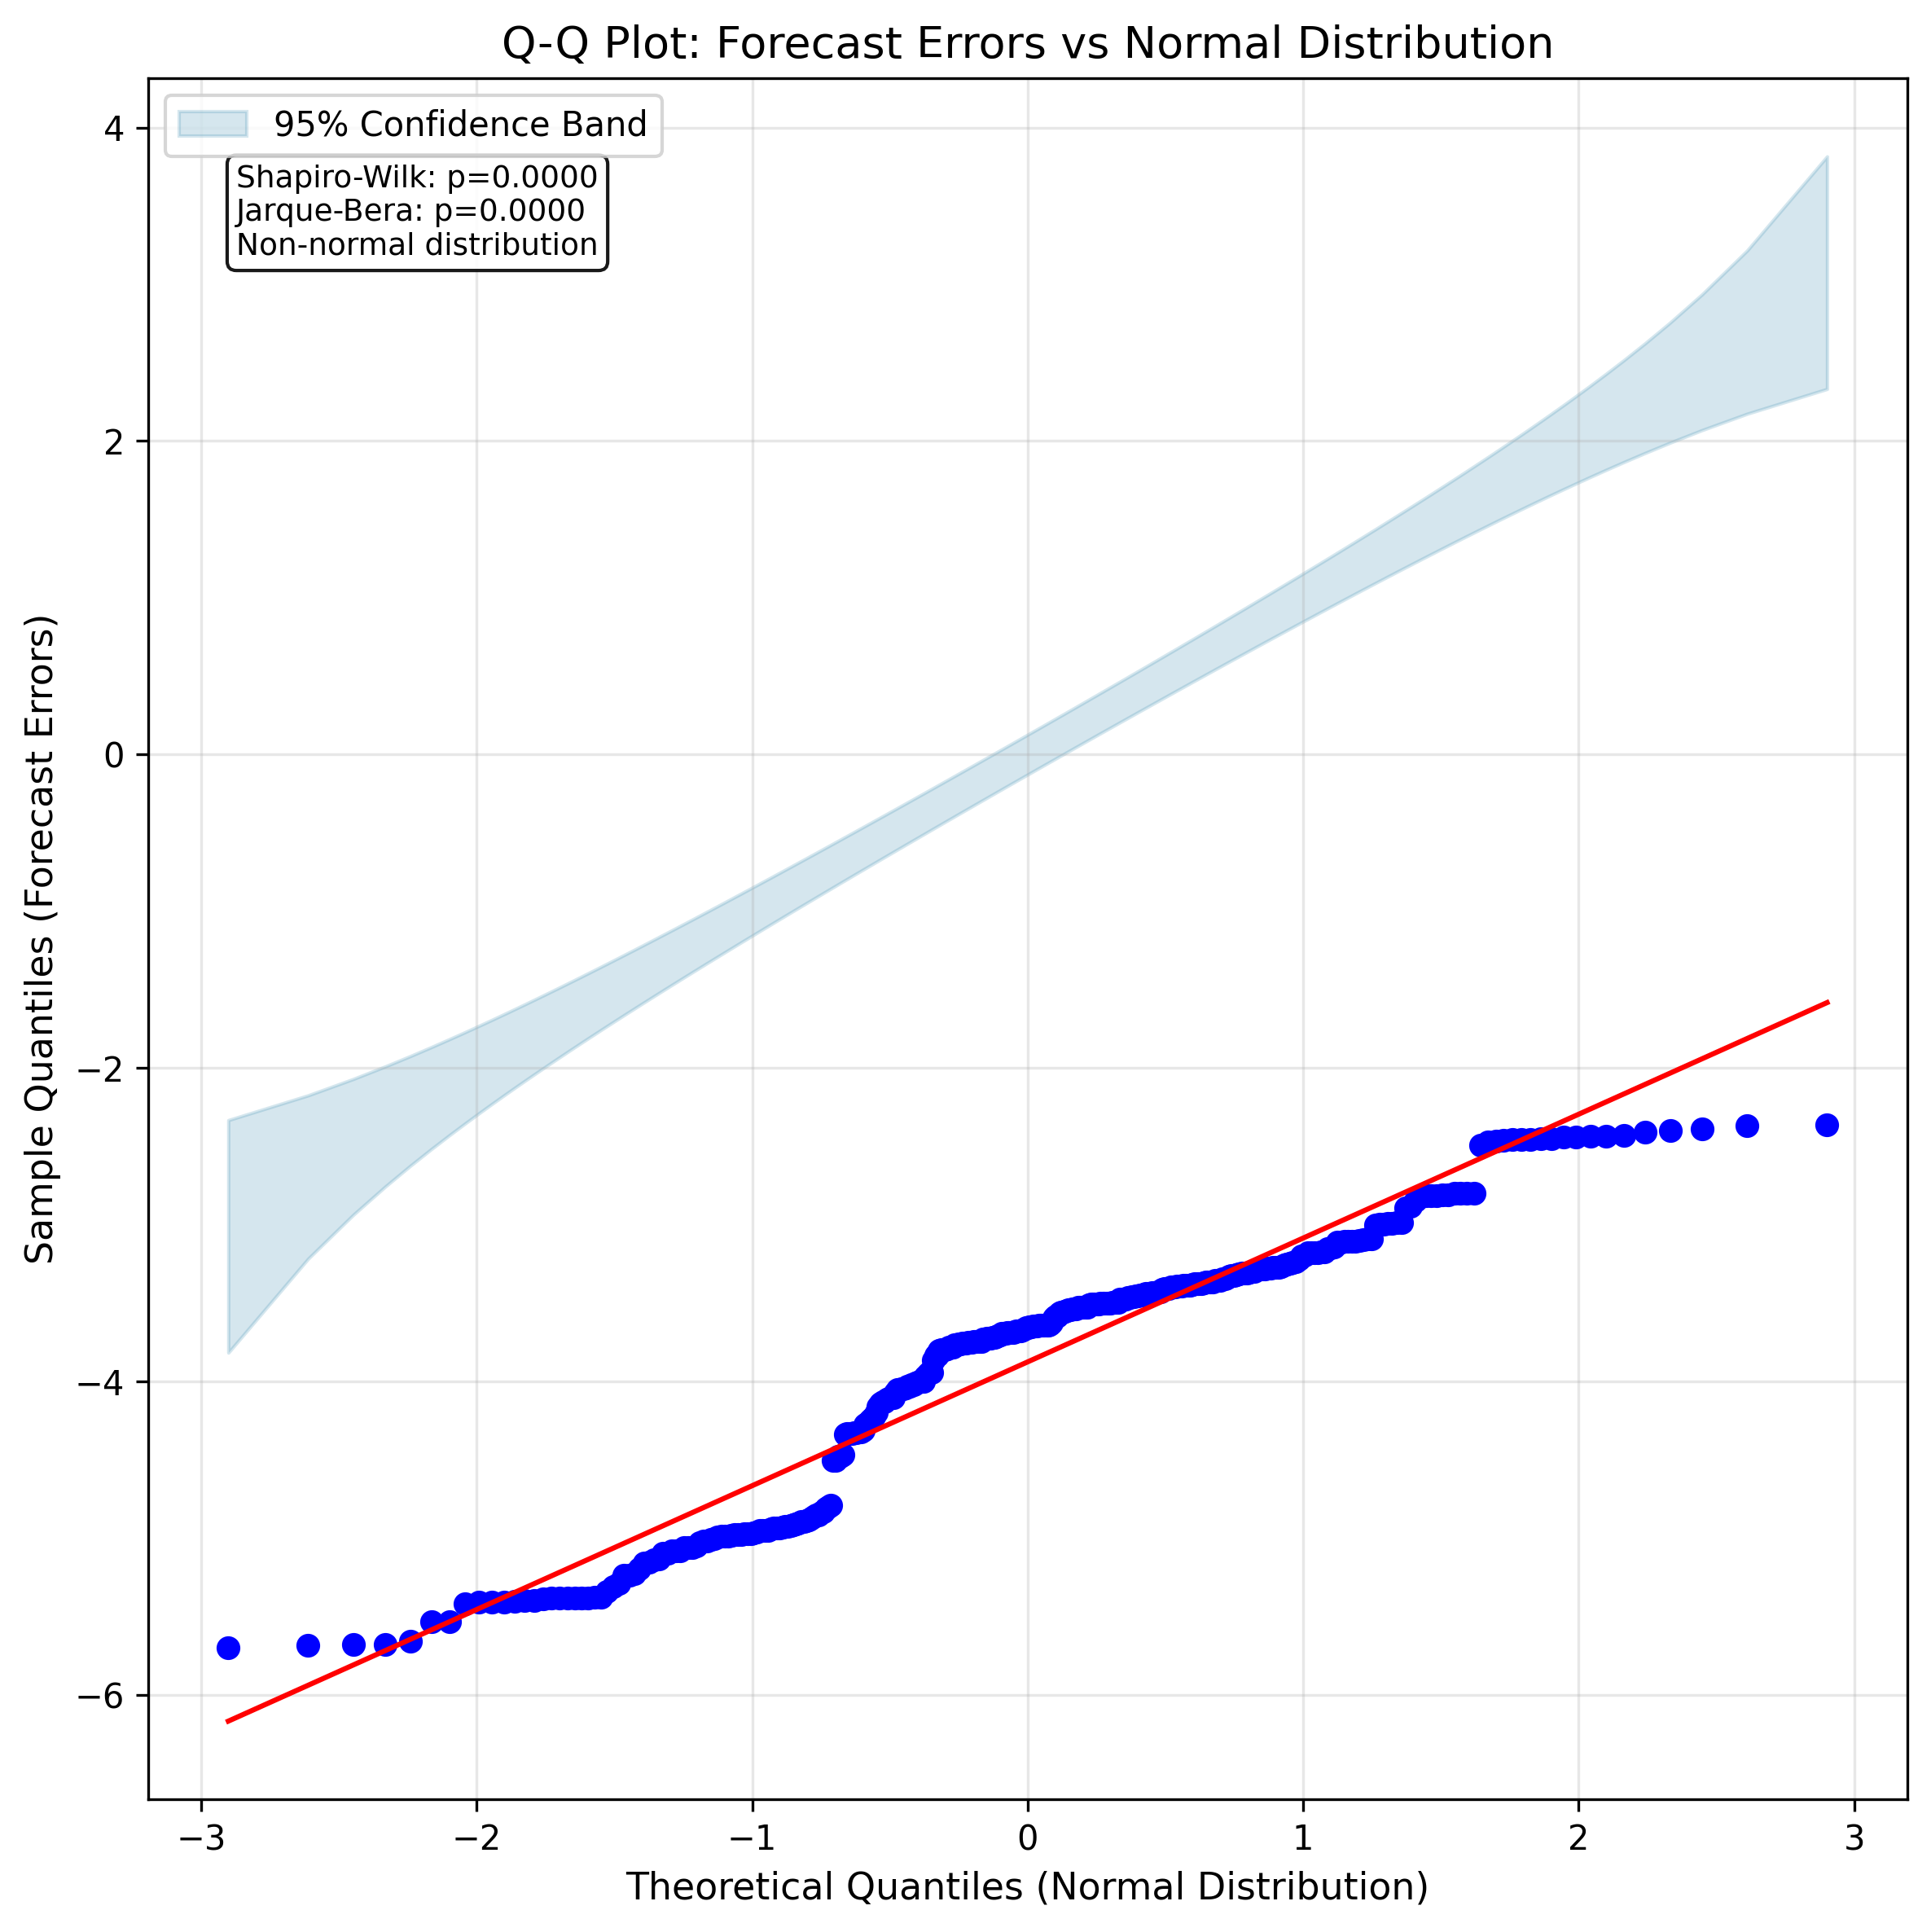 Q-Q Plot: Forecast Errors vs Normal Distribution
95% Confidence Band
Shapiro-Wilk: p=0.0000
Jarque-Bera: p=0.0000
Non-normal distribution
Sample Quantiles (Forecast Errors)
4
2
0
−2
−4
−6
−3
−2
−1
0
1
2
3
Theoretical Quantiles (Normal Distribution)